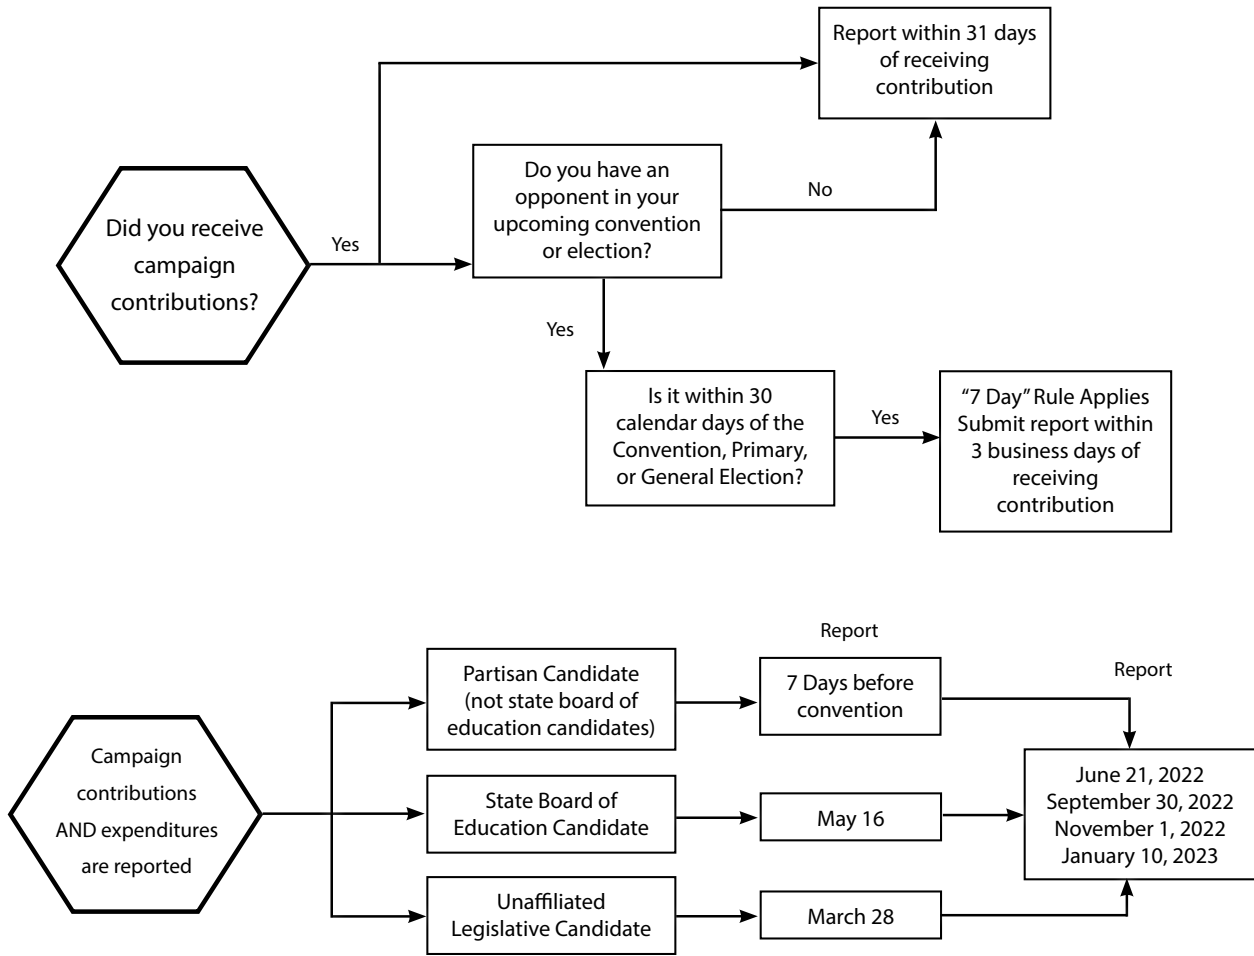 Report within 31 days
of receiving
contribution
Did you receive
campaign
contributions?
Yes
Do you have an
opponent in your
upcoming convention
or election?
No
Yes
Is it within 30
calendar days of the
Convention, Primary,
or General Election?
Yes
“7 Day” Rule Applies
Submit report within
3 business days of
receiving
contribution
Campaign
contributions
AND expenditures
are reported
Partisan Candidate
(not state board of
education candidates)
Report
7 Days before
convention
Report
State Board of
Education Candidate
May 16
Unaffiliated
Legislative Candidate
March 28
June 21, 2022
September 30, 2022
November 1, 2022
January 10, 2023